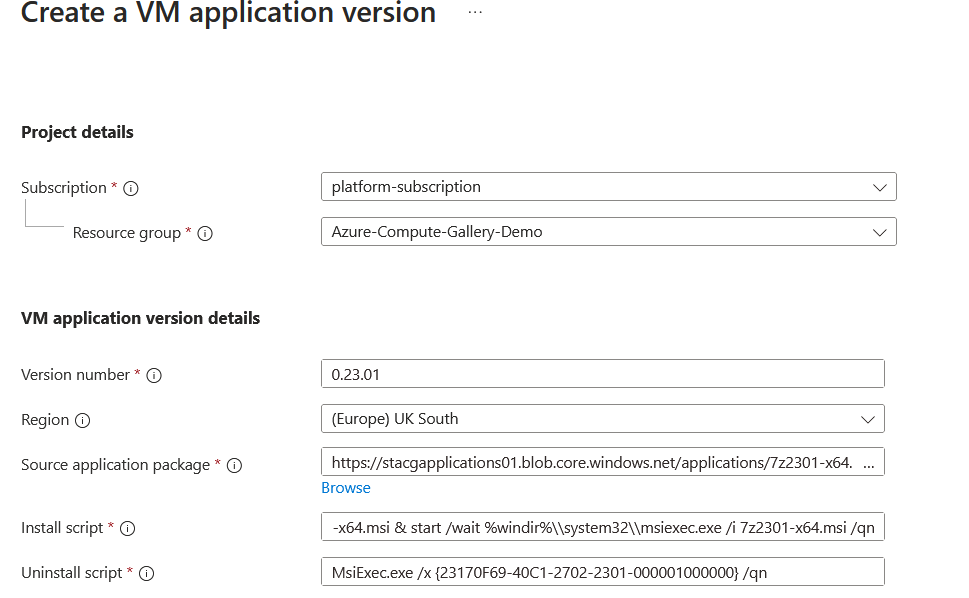 Create a VM application version ...
Project details
Subscription *
platform-subscription
Resource group *
Azure-Compute-Gallery-Demo
VM application version details
Version number *
0.23.01
Region
(Europe) UK South
Source application package *
https://stacgapplications01.blob.core.windows.net/applications/7z2301-x64. ...
Browse
Install script *
-x64.msi & start /wait %windir%\\system32\\msiexec.exe /i 7z2301-x64.msi /qn
Uninstall script *
MsiExec.exe /x {23170F69-40C1-2702-2301-000001000000} /qn